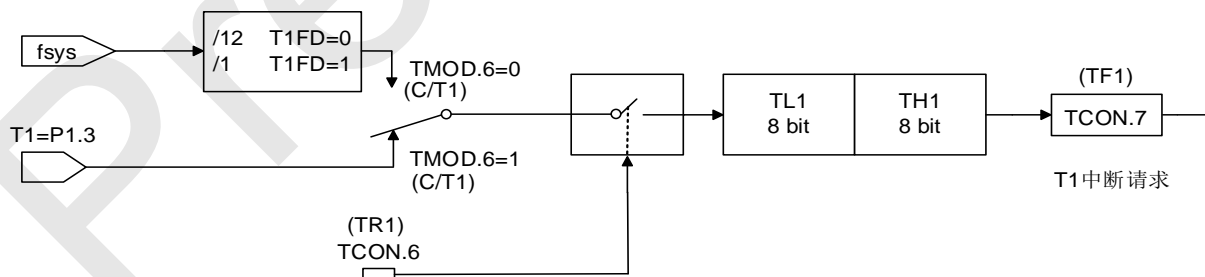 fsys
/12 T1FD=0
/1 T1FD=1
TMOD.6=0
(C/T1)
T1=P1.3
TMOD.6=1
(C/T1)
(TR1)
TCON.6
TL1
8 bit
TH1
8 bit
(TF1)
TCON.7
T1中断请求